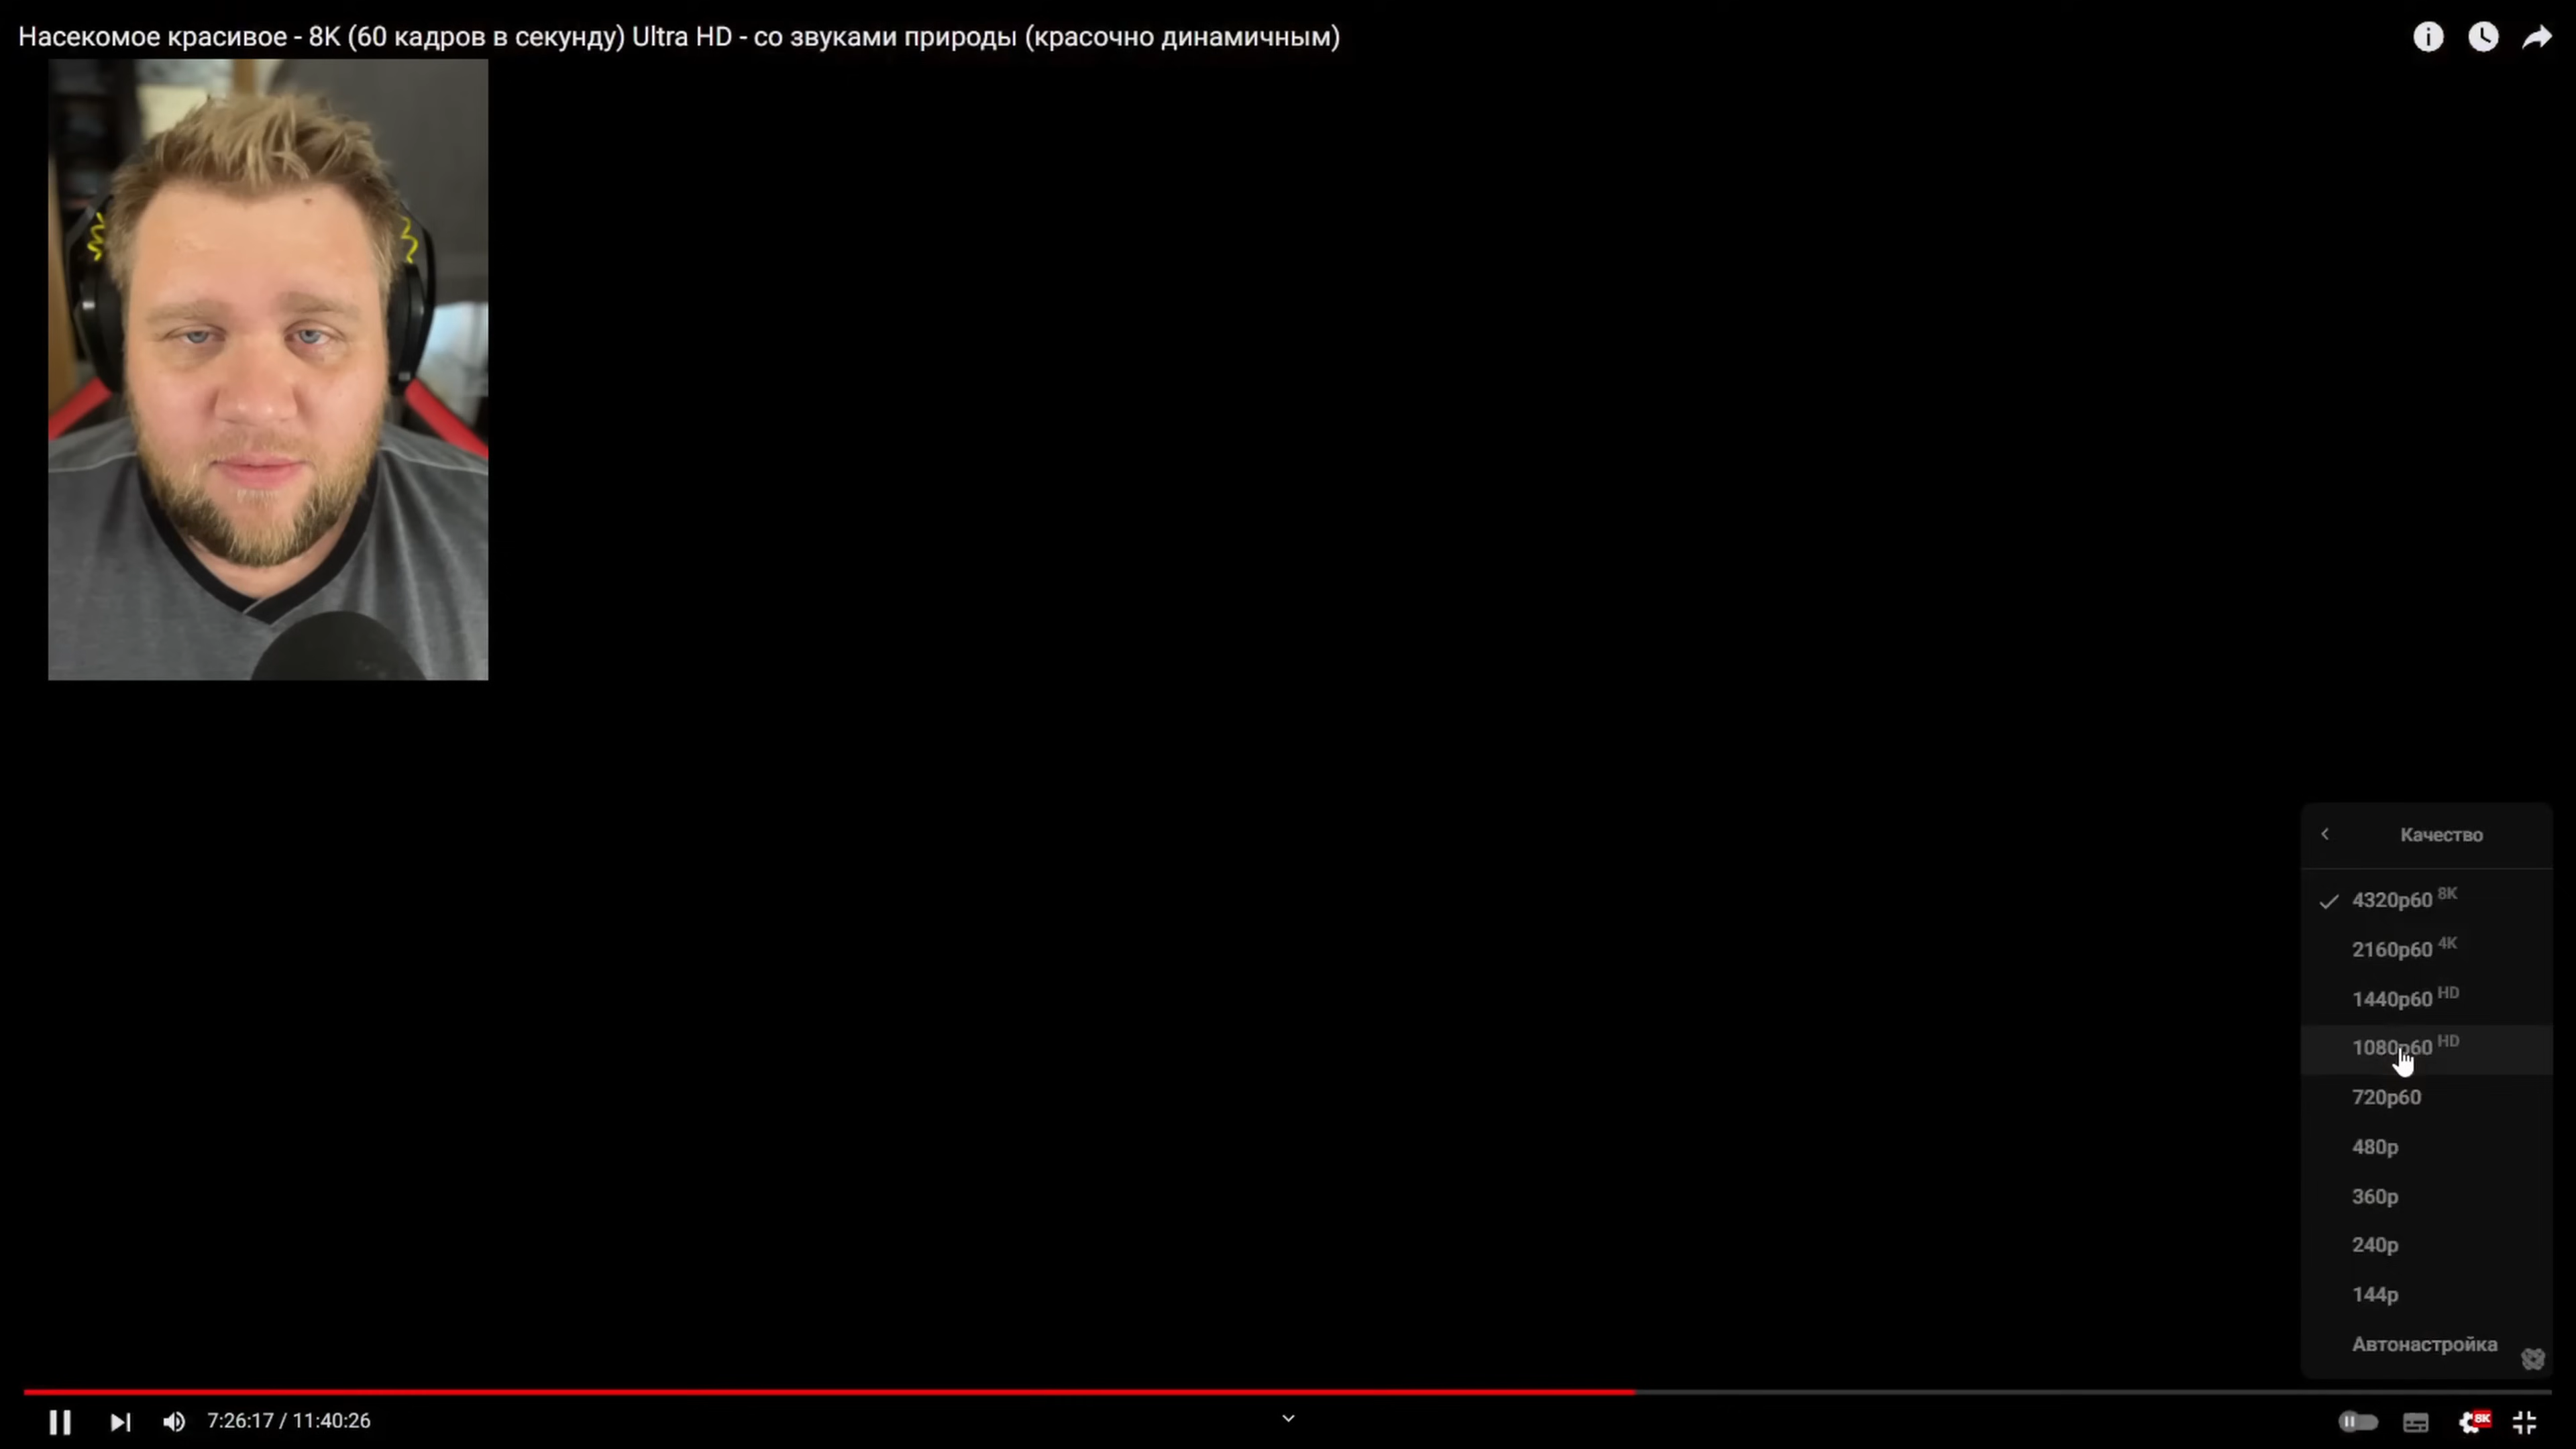 Насекомое красивое - 8K (60 кадров в секунду) Ultra HD - со звуками природы (красочно динамичным)
Качество
4320p60 8K
2160p60 4K
1440p60 HD
1080p60 HD
720p60
480p
360p
240p
144p
Автонастройка
7:26:17 / 11:40:26
8K